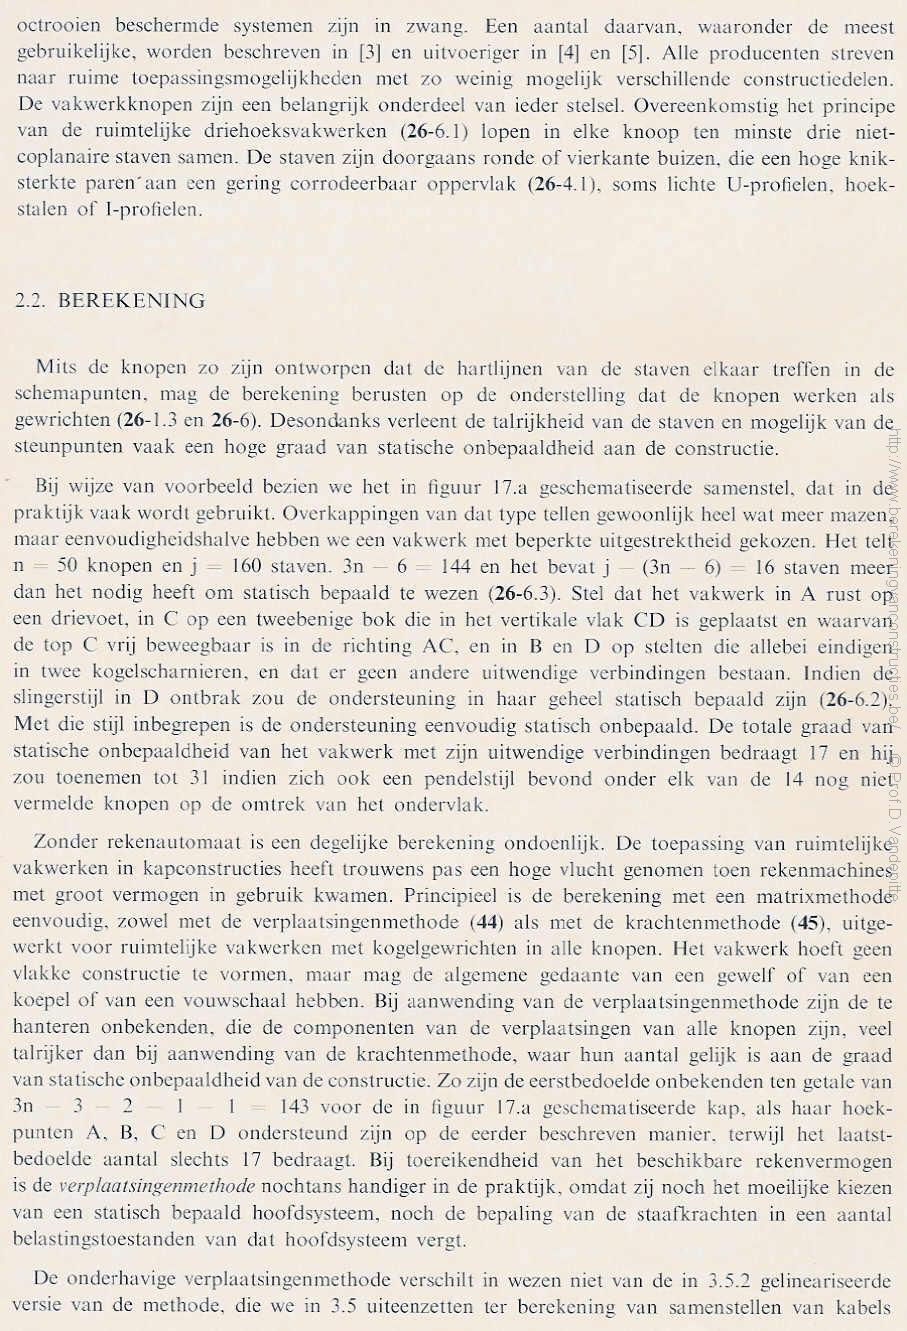 octrooien beschermde systemen zijn in zwang. Een aantal daarvan, waaronder de meest
gebruikelijke, worden beschreven in [3] en uitvoeriger in [4] en [5]. Alle producenten streven
naar ruime toepassingsmogelijkheden met zo weinig mogelijk verschillende constructiedelen.
De vakwerkknopen zijn een belangrijk onderdeel van ieder stelsel. Overeenkomstig het principe
van de ruimtelijke driehoeksvakwerken (26-6.1) lopen in elke knoop ten minste drie niet-
coplanaire staven samen. De staven zijn doorgaans ronde of vierkante buizen, die een hoge knik-
sterkte paren aan een gering corrodeerbaar oppervlak (26-4.1), soms lichte U-profielen, hoek-
stalen of I-profielen.
2.2. BEREKENING
Mits de knopen zo zijn ontworpen dat de hartlijnen van de staven elkaar treffen in de
schemapunten, mag de berekening berusten op de onderstelling dat de knopen werken als
gewrichten (26-1.3 en 26-6). Desondanks verleent de talrijkheid van de staven en mogelijk van de
steunpunten vaak een hoge graad van statische onbepaaldheid aan de constructie.
Bij wijze van voorbeeld bezien we het in figuur 17.a geschematiseerde samenstel, dat in de
praktijk vaak wordt gebruikt. Overkappingen van dat type tellen gewoonlijk heel wat meer mazen,
maar eenvoudigheidshalve hebben we een vakwerk met beperkte uitgestrektheid gekozen. Het telt
n = 50 knopen en j = 160 staven. 3n − 6 = 144 en het bevat j − (3n − 6) = 16 staven meer
dan het nodig heeft om statisch bepaald te wezen (26-6.3). Stel dat het vakwerk in A rust op
een drievoet, in C op een tweebenige bok die in het vertikale vlak CD is geplaatst en waarvan
de top C vrij beweegbaar is in de richting AC, en in B en D op stelten die allebei eindigen
in twee kogelscharnieren, en dat er geen andere uitwendige verbindingen bestaan. Indien de
slingerstijl in D ontbrak zou de ondersteuning in haar geheel statisch bepaald zijn (26-6.2).
Met die stijl inbegrepen is de ondersteuning eenvoudig statisch onbepaald. De totale graad van
statische onbepaaldheid van het vakwerk met zijn uitwendige verbindingen bedraagt 17 en hij
zou toenemen tot 31 indien zich ook een pendelstijl bevond onder elk van de 14 nog niet
vermelde knopen op de omtrek van het ondervlak.
Zonder rekenautomaat is een degelijke berekening ondoenlijk. De toepassing van ruimtelijke
vakwerken in kapconstructies heeft trouwens pas een hoge vlucht genomen toen rekenmachines
met groot vermogen in gebruik kwamen. Principieel is de berekening met een matrixmethode
eenvoudig, zowel met de verplaatsingenmethode (44) als met de krachtenmethode (45), uitge-
werkt voor ruimtelijke vakwerken met kogelgewrichten in alle knopen. Het vakwerk hoeft geen
vlakke constructie te vormen, maar mag de algemene gedaante van een gewelf of van een
koepel of van een vouwschaal hebben. Bij aanwending van de verplaatsingenmethode zijn de te
hanteren onbekenden, die de componenten van de verplaatsingen van alle knopen zijn, veel
talrijker dan bij aanwending van de krachtenmethode, waar hun aantal gelijk is aan de graad
van statische onbepaaldheid van de constructie. Zo zijn de eerstbedoelde onbekenden ten getale van
3n − 3 − 2 − 1 − 1 = 143 voor de in figuur 17.a geschematiseerde kap, als haar hoek-
punten A, B, C en D ondersteund zijn op de eerder beschreven manier, terwijl het laatst-
bedoelde aantal slechts 17 bedraagt. Bij toereikendheid van het beschikbare rekenvermogen
is de verplaatsingenmethode nochtans handiger in de praktijk, omdat zij noch het moeilijke kiezen
van een statisch bepaald hoofdsysteem, noch de bepaling van de staafkrachten in een aantal
belastingstoestanden van dat hoofdsysteem vergt.
De onderhavige verplaatsingenmethode verschilt in wezen niet van de in 3.5.2 gelineariseerde
versie van de methode, die we in 3.5 uiteenzetten ter berekening van samenstellen van kabels
http://www.berekeningvanconstructies.be/ ©Prof D Vandepitte